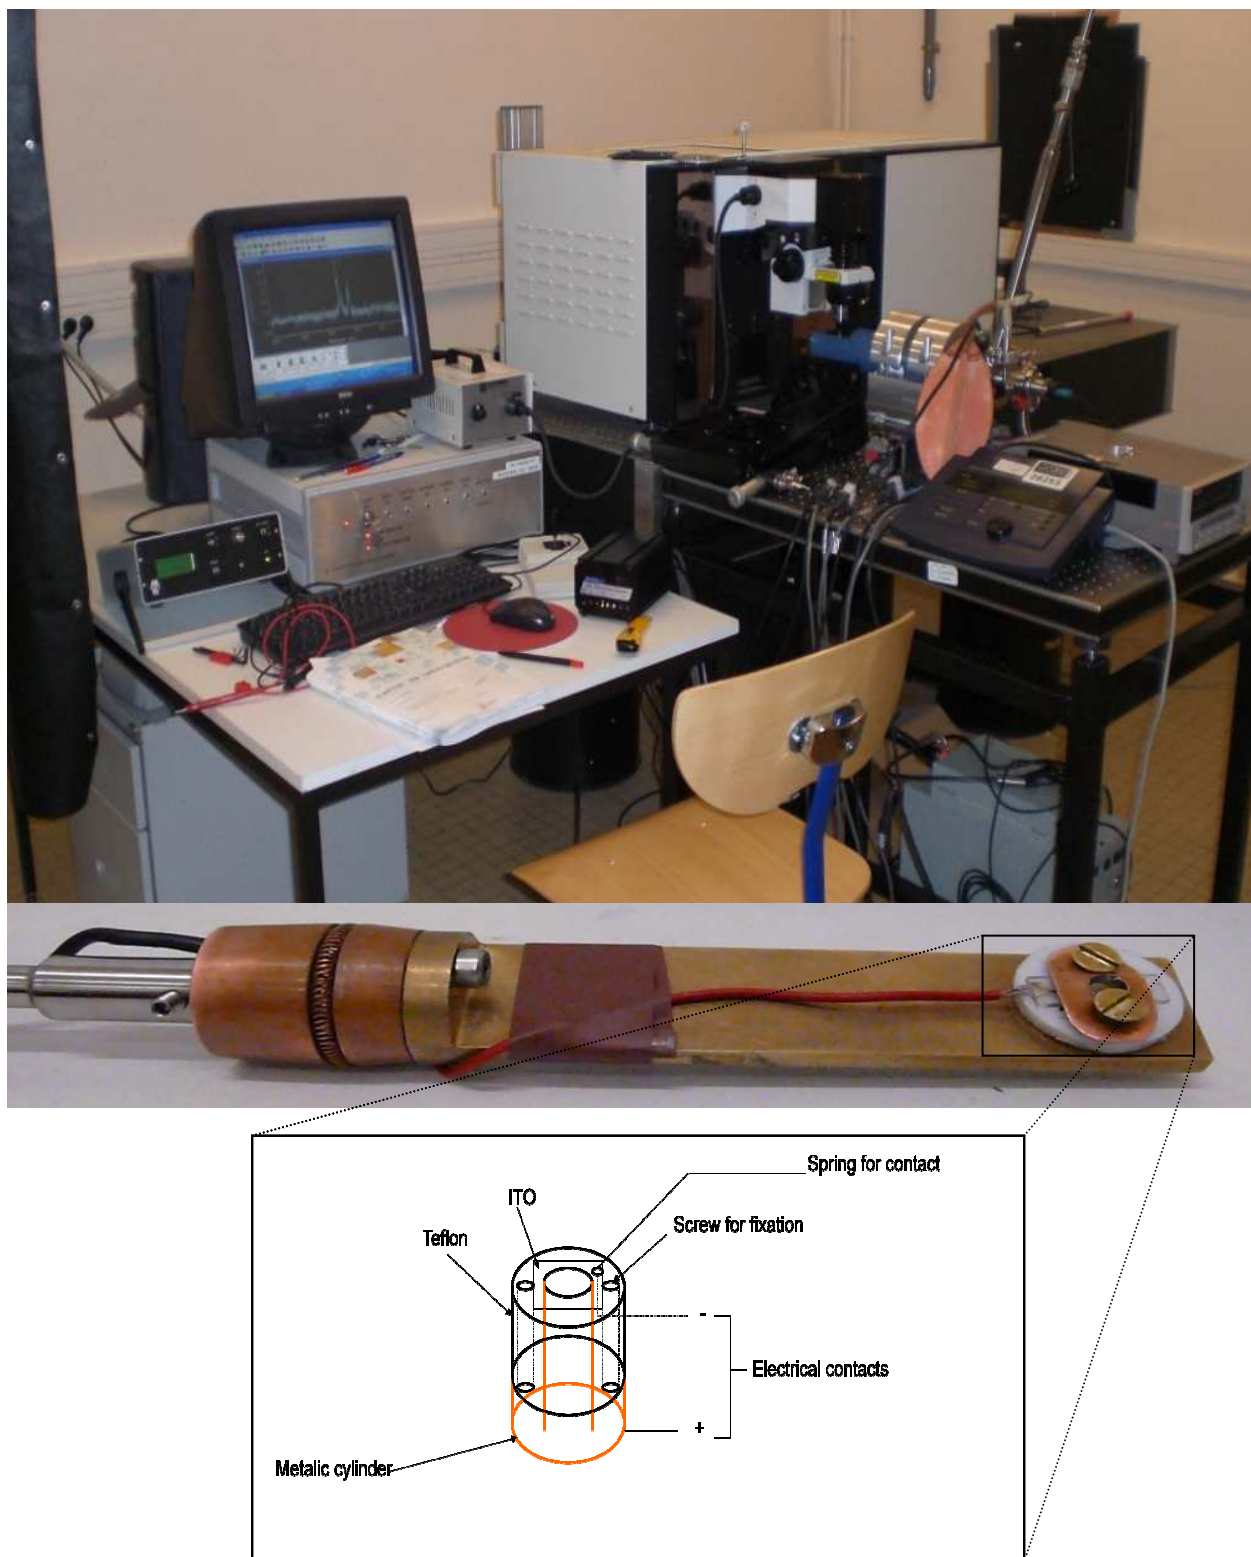 Spring for contact
ITO
Screw for fixation
Teflon
-
Electrical contacts
+
Metalic cylinder